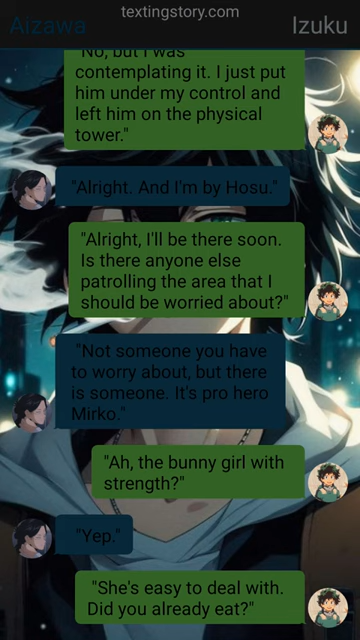 textingstory.com
Aizawa
Izuku
"No, but I was
contemplating it. I just put
him under my control and
left him on the physical
tower."
"Alright. And I'm by Hosu."
"Alright, I'll be there soon.
Is there anyone else
patrolling the area that I
should be worried about?"
"Not someone you have
to worry about, but there
is someone. It's pro hero
Mirko."
"Ah, the bunny girl with
strength?"
"Yep."
"She's easy to deal with.
Did you already eat?"